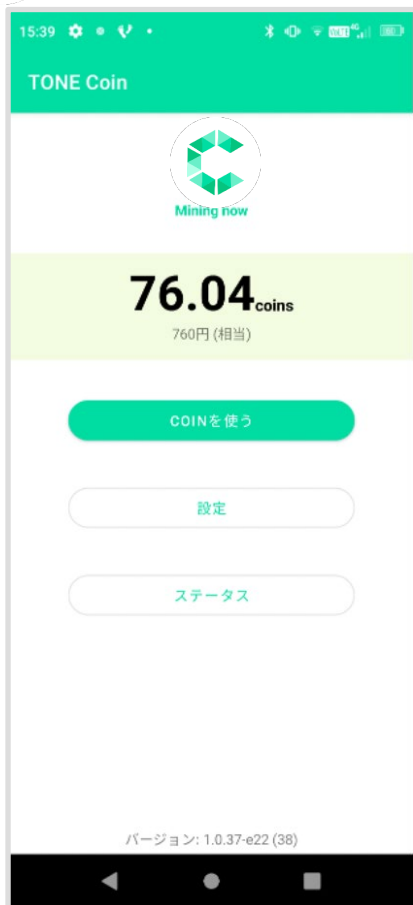 15:39
TONE Coin
Mining now
76.04coins
760円 (相当)
COINを使う
設定
ステータス
バージョン: 1.0.37-e22 (38)